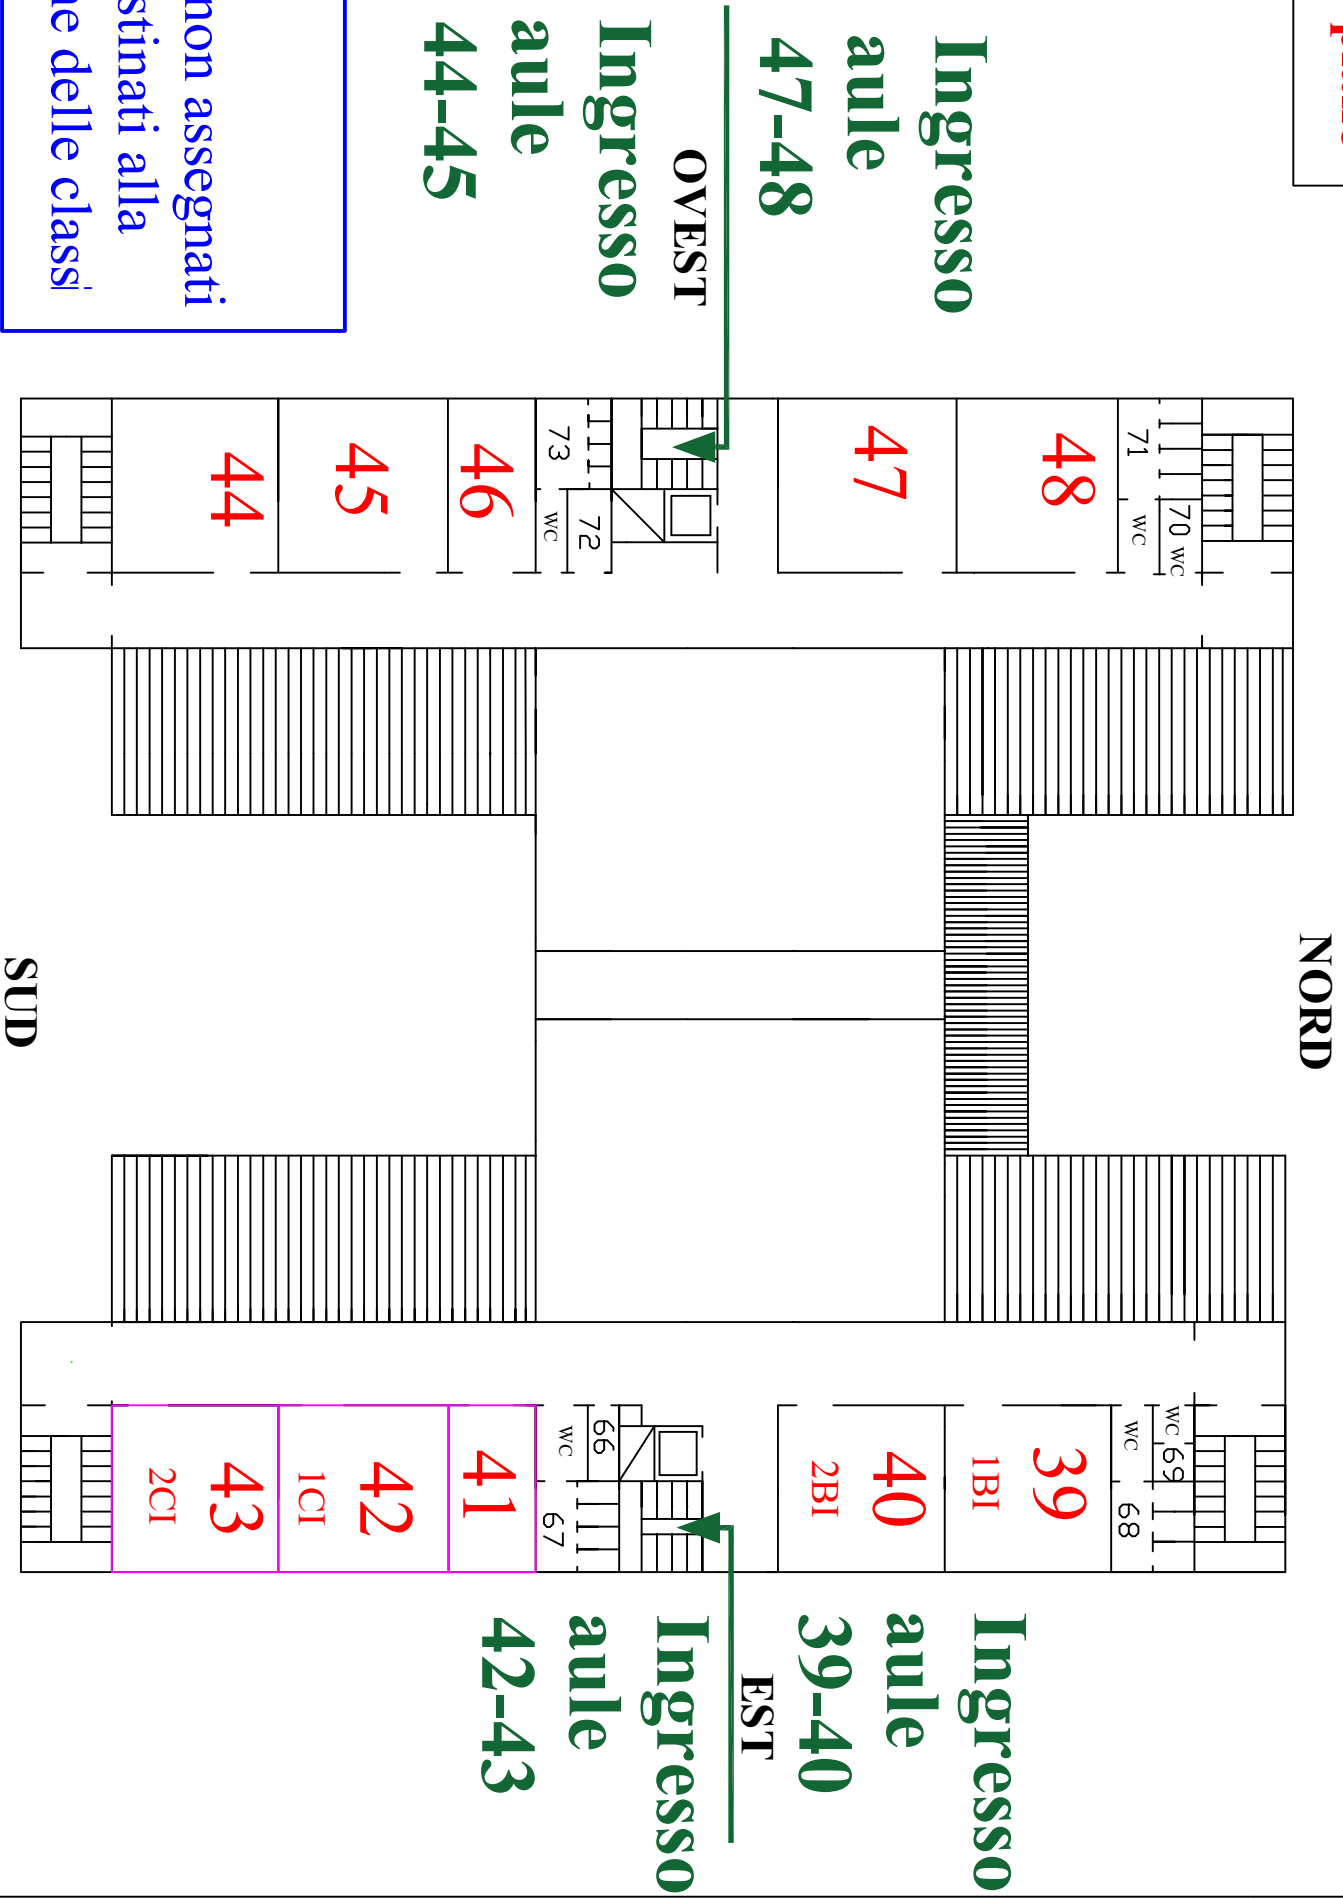 NORD
Ingresso
aule
47-48
OVEST
Ingresso
aule
44-45
non assegnati
stinati alla
ne delle classi
70 WC
71
WC
48
47
72
73
WC
46
45
44
69
WC
68
WC
39
1BI
40
2BI
66
WC
67
41
42
1CI
43
2CI
Ingresso
aule
39-40
EST
Ingresso
aule
42-43
SUD